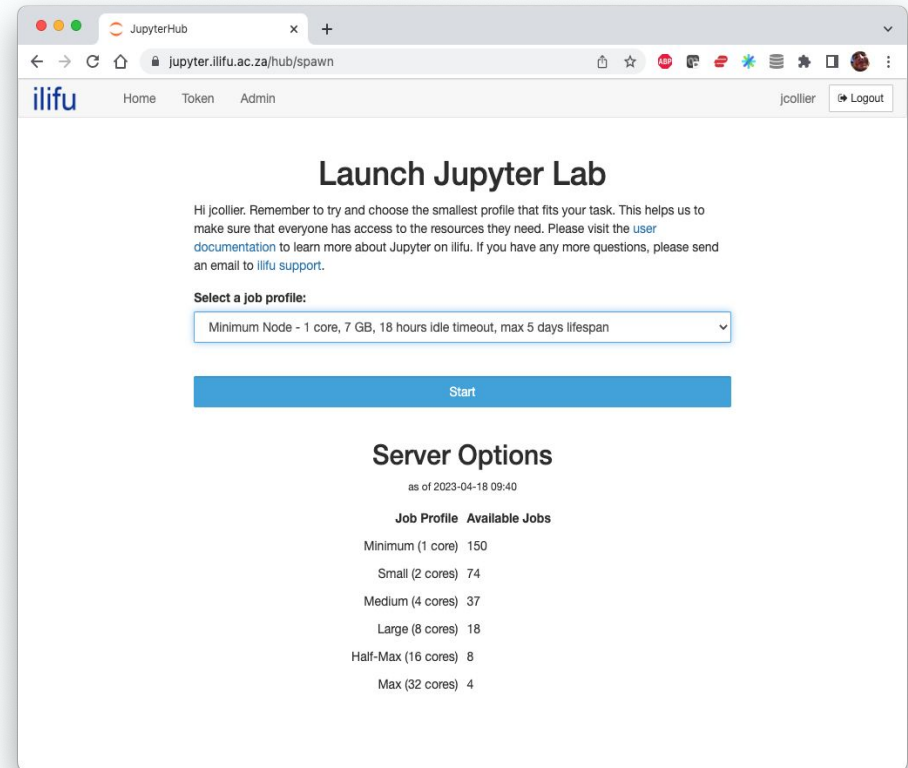 JupyterHub
jupyter.ilifu.ac.za/hub/spawn
ABP
ilifu Home Token Admin jcollier Logout
Launch Jupyter Lab
Hi jcollier. Remember to try and choose the smallest profile that fits your task. This helps us to
make sure that everyone has access to the resources they need. Please visit the user
documentation to learn more about Jupyter on ilifu. If you have any more questions, please send
an email to ilifu support.
Select a job profile:
Minimum Node - 1 core, 7 GB, 18 hours idle timeout, max 5 days lifespan
Start
Server Options
as of 2023-04-18 09:40
Job Profile Available Jobs
Minimum (1 core) 150
Small (2 cores) 74
Medium (4 cores) 37
Large (8 cores) 18
Half-Max (16 cores) 8
Max (32 cores) 4